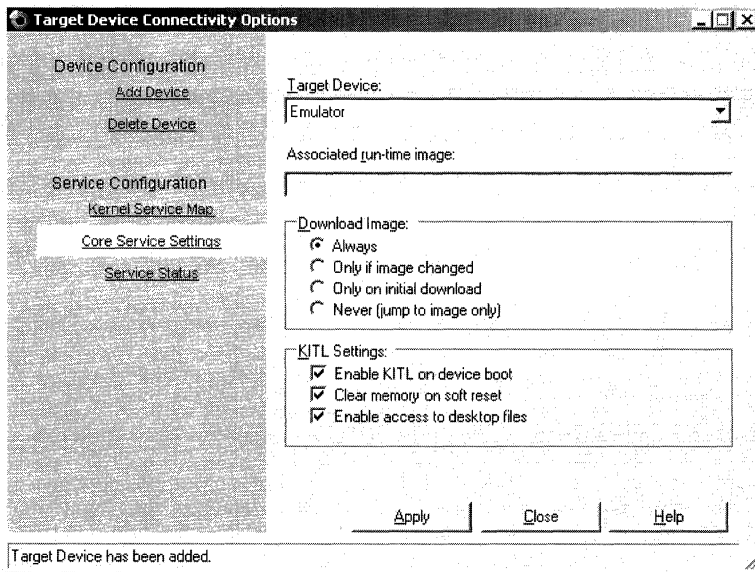 Target Device Connectivity Options
Device Configuration
Add Device
Delete Device
Service Configuration
Kernel Service Map
Core Service Settings
Service Status
Target Device:
Emulator
Associated run-time image:
Download Image:
Always
Only if image changed
Only on initial download
Never (jump to image only)
KITL Settings:
Enable KITL on device boot
Clear memory on soft reset
Enable access to desktop files
Apply
Close
Help
Target Device has been added.